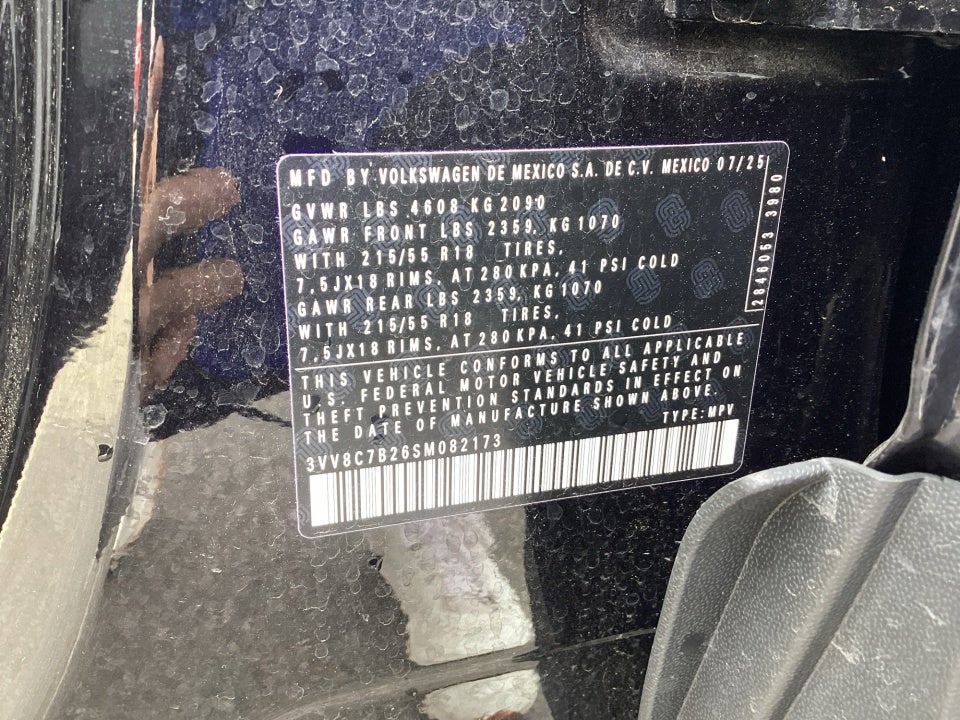 MFD BY VOLKSWAGEN DE MEXICO S.A. DE C.V. MEXICO 07/25
GVWR LBS 4608 KG 2090
GAWR FRONT LBS 2359, KG 1070
WITH 215/55 R18 TIRES,
7,5JX18 RIMS, AT 280 KPA, 41 PSI COLD
GAWR REAR LBS 2359, KG 1070
WITH 215/55 R18 TIRES,
7,5JX18 RIMS, AT 280 KPA, 41 PSI COLD
2846053 3980
THIS VEHICLE CONFORMS TO ALL APPLICABLE
U.S. FEDERAL MOTOR VEHICLE SAFETY AND
THEFT PREVENTION STANDARDS IN EFFECT ON
THE DATE OF MANUFACTURE SHOWN ABOVE.
TYPE: MPV
3VV8C7B26SM082173